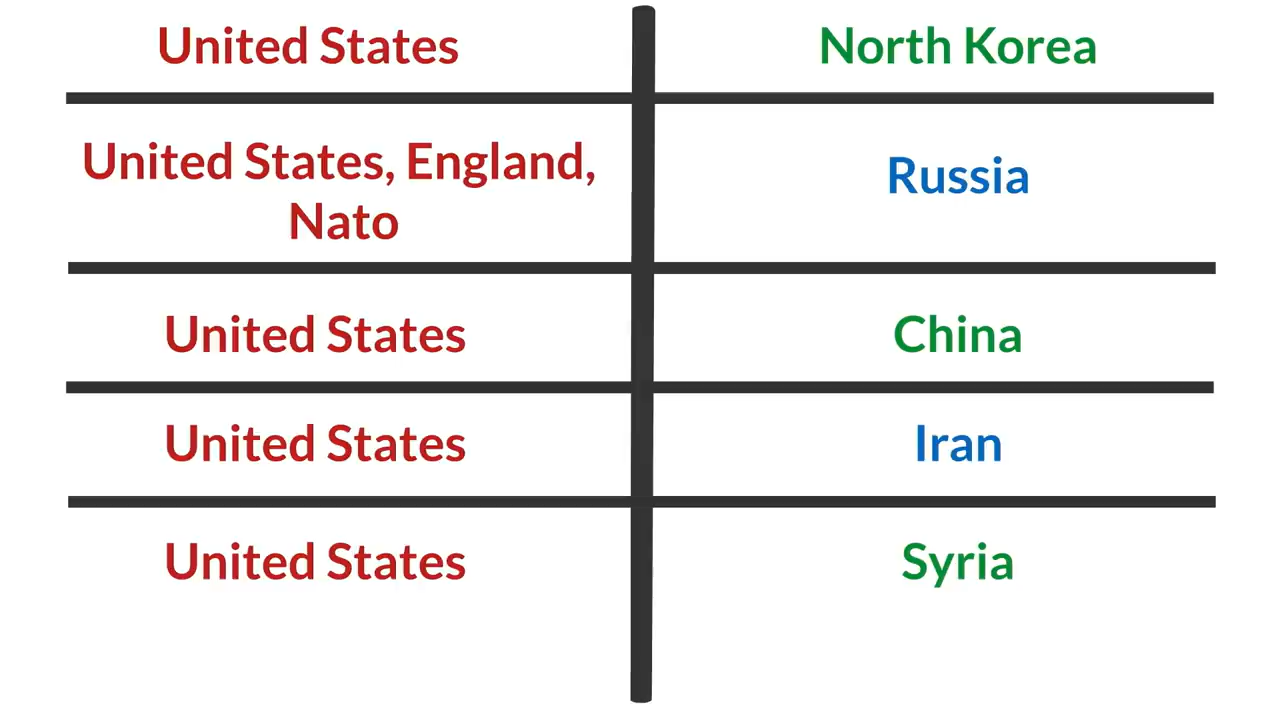 United States
North Korea
United States, England,
Nato
Russia
United States
China
United States
Iran
United States
Syria